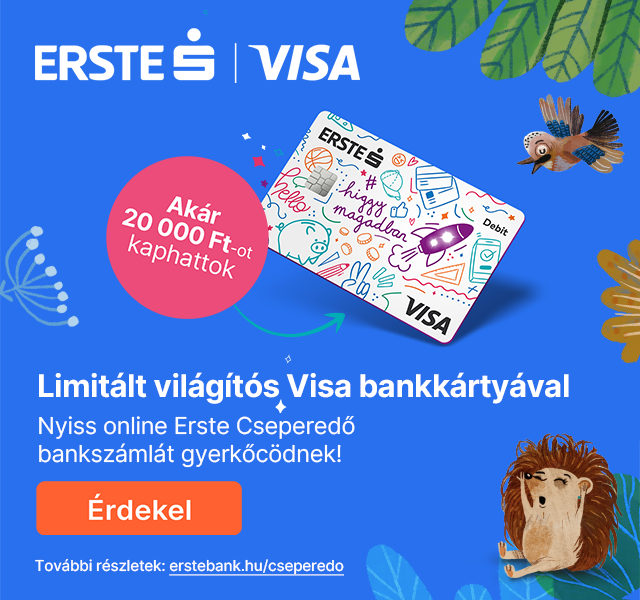 ERSTE
VISA
ERSTE
hello
#
higgy
magadban
Debit
VISA
Akár
20 000 Ft-ot
kaphattok
Limitált világítós Visa bankkártyával
Nyiss online Erste Cseperedő
bankszámlát gyerkőcödnek!
Érdekel
További részletek: erstebank.hu/cseperedo